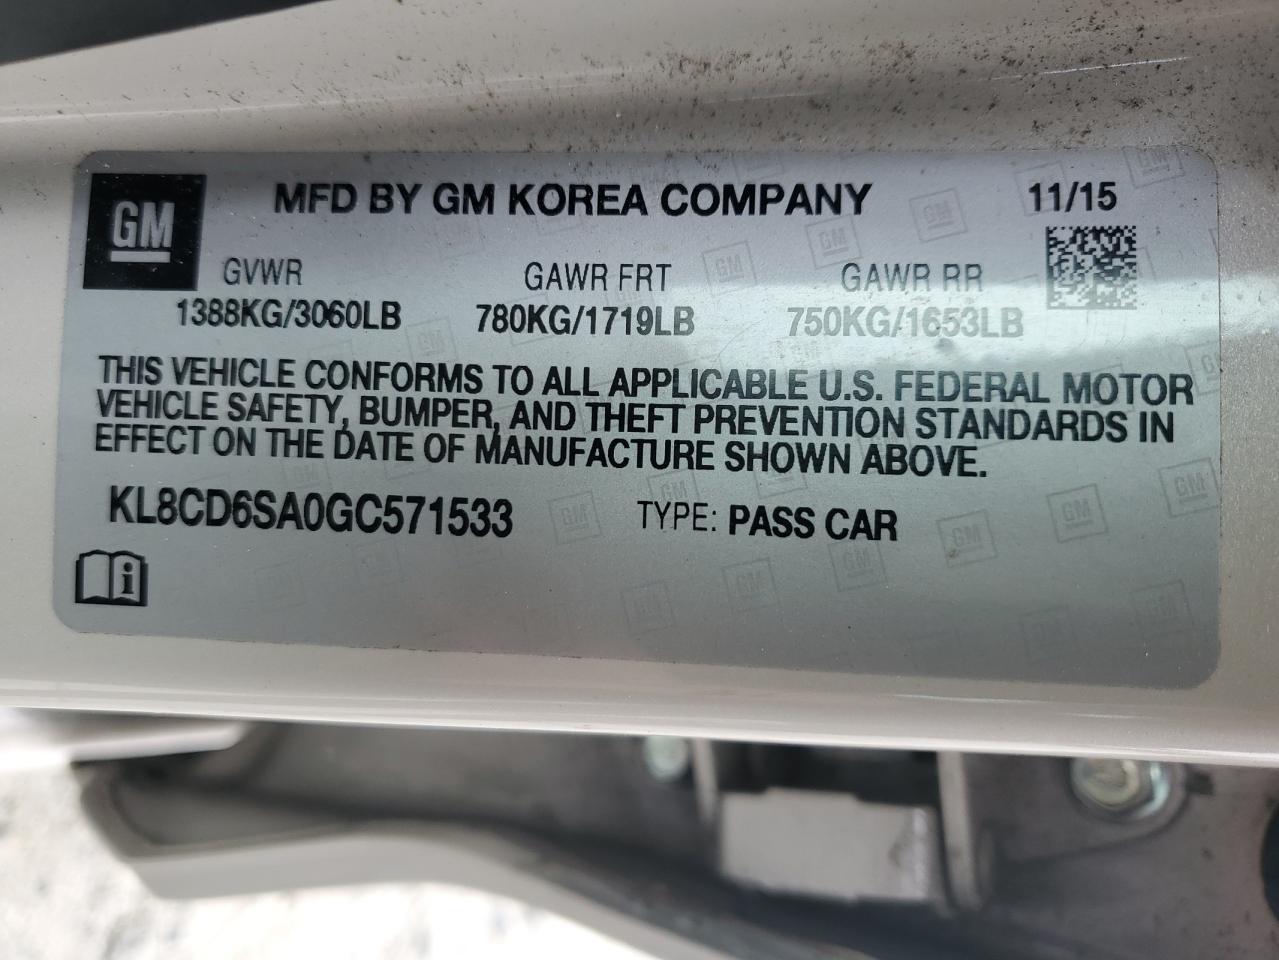 GM
MFD BY GM KOREA COMPANY 11/15
GVWR GAWR FRT GAWR RR
1388KG/3060LB 780KG/1719LB 750KG/1653LB
THIS VEHICLE CONFORMS TO ALL APPLICABLE U.S. FEDERAL MOTOR
VEHICLE SAFETY, BUMPER, AND THEFT PREVENTION STANDARDS IN
EFFECT ON THE DATE OF MANUFACTURE SHOWN ABOVE.
KL8CD6SA0GC571533 TYPE: PASS CAR